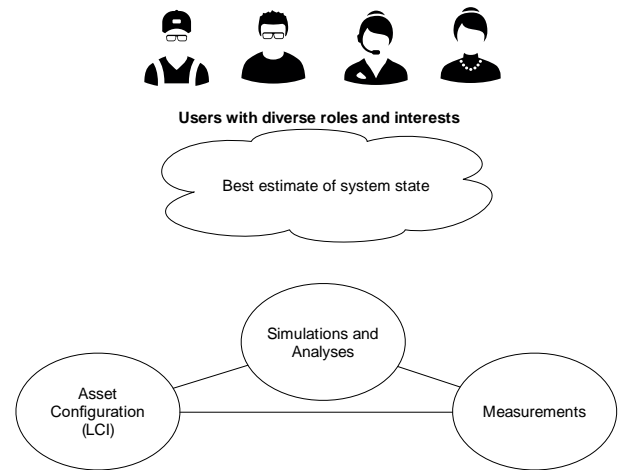 Users with diverse roles and interests
Best estimate of system state
Simulations and
Analyses
Asset
Configuration
(LCI)
Measurements